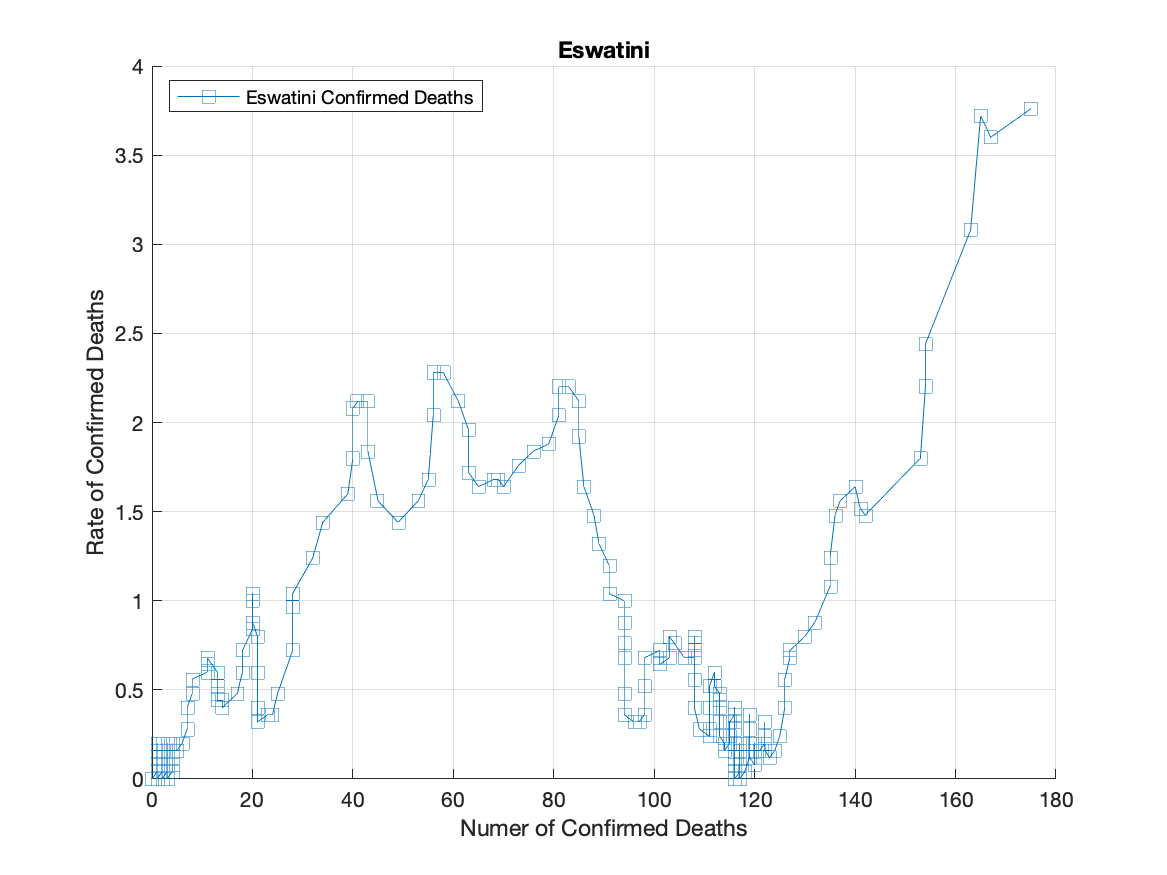 Eswatini
Eswatini Confirmed Deaths
Rate of Confirmed Deaths
4
3.5
3
2.5
2
1.5
1
0.5
0
0 20 40 60 80 100 120 140 160 180
Numer of Confirmed Deaths